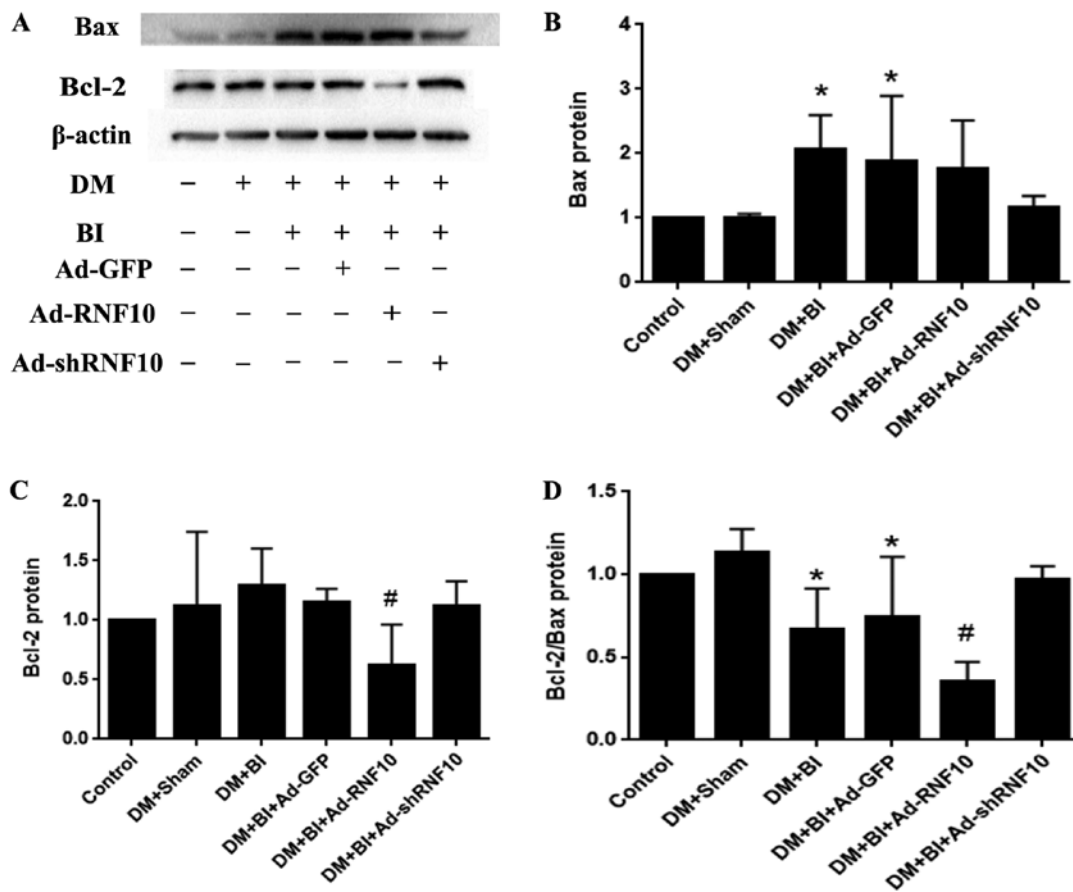 A
Bax
Bcl-2
β-actin
DM − + + + + +
BI − − + + + +
Ad-GFP − − − + − −
Ad-RNF10 − − − − + −
Ad-shRNF10 − − − − − +
B
Bax protein
4
3
2
1
0
* *
Control
DM+Sham
DM+BI
DM+BI+Ad-GFP
DM+BI+Ad-RNF10
DM+BI+Ad-shRNF10
C
Bcl-2 protein
2.0
1.5
1.0
0.5
0.0
#
Control
DM+Sham
DM+BI
DM+BI+Ad-GFP
DM+BI+Ad-RNF10
DM+BI+Ad-shRNF10
D
Bcl-2/Bax protein
1.5
1.0
0.5
0.0
* * #
Control
DM+Sham
DM+BI
DM+BI+Ad-GFP
DM+BI+Ad-RNF10
DM+BI+Ad-shRNF10